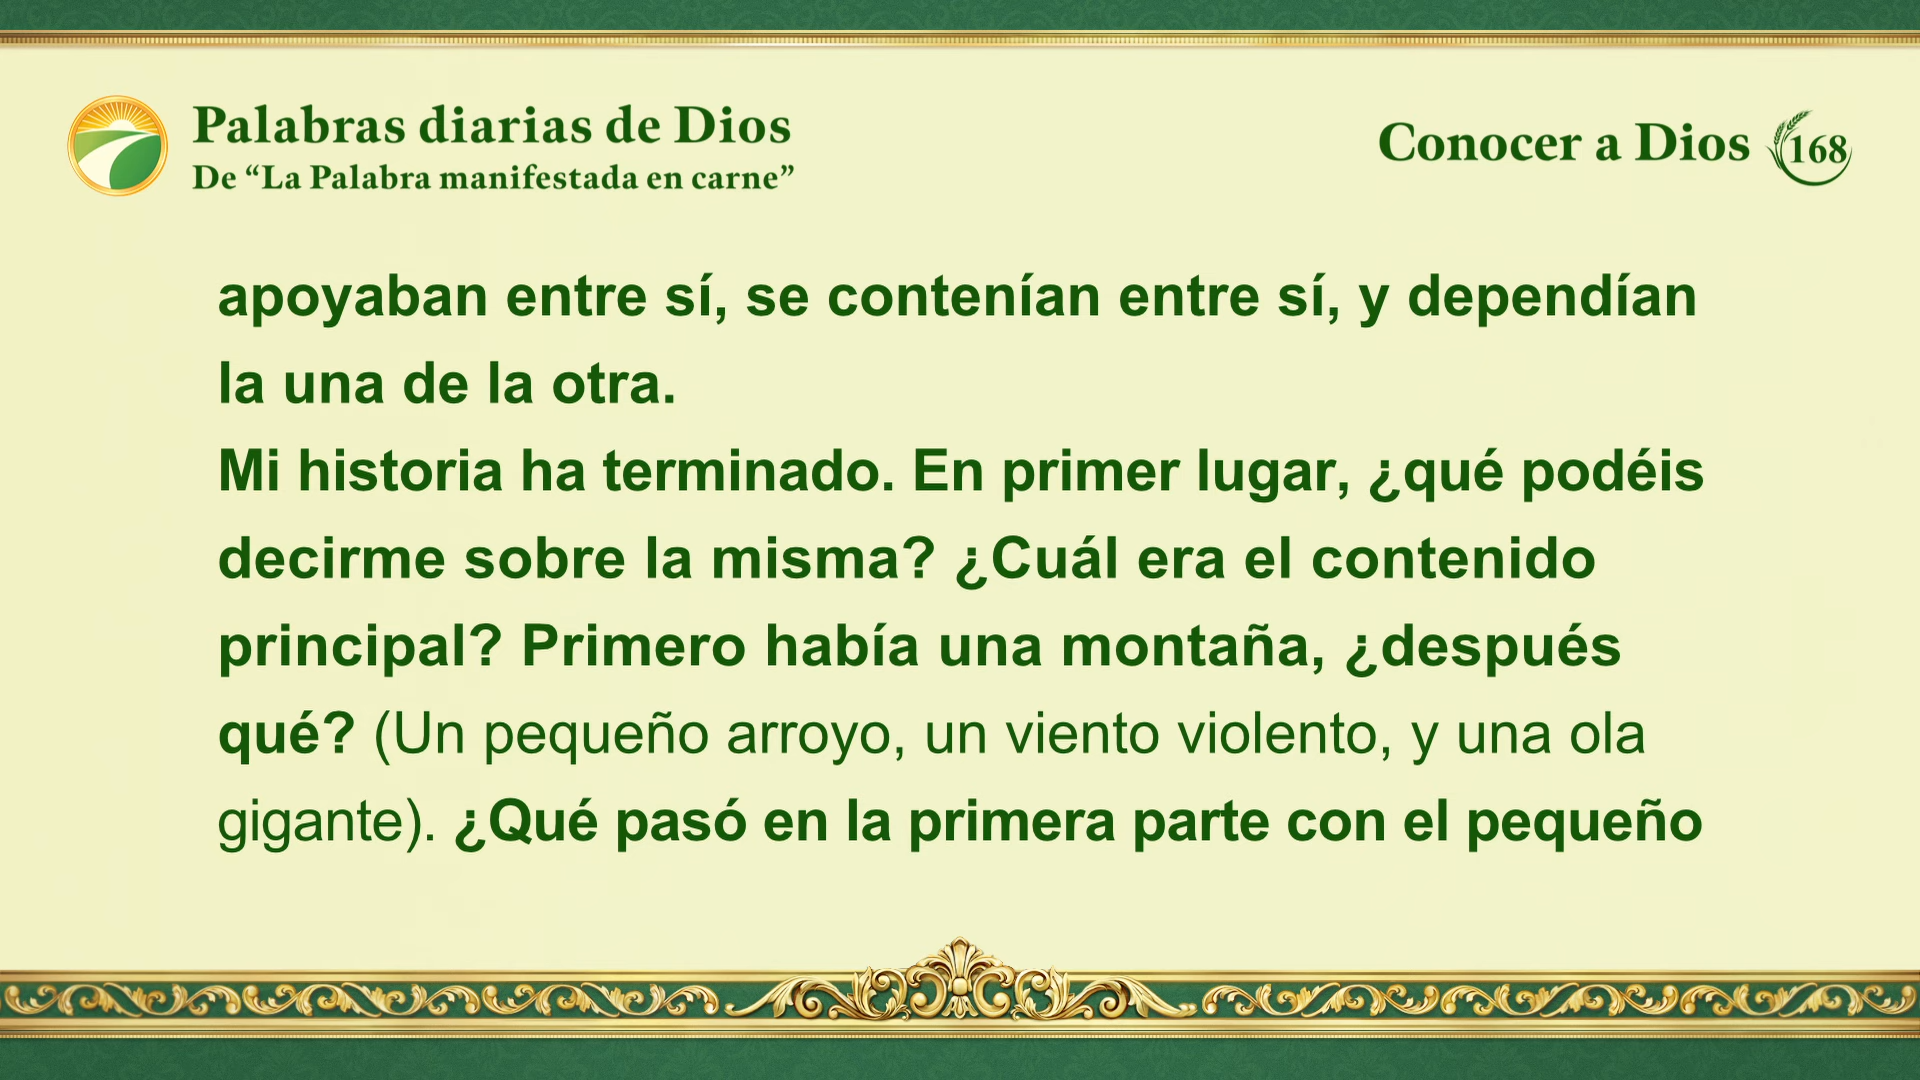 Palabras diarias de Dios
De “La Palabra manifestada en carne”
Conocer a Dios 168
apoyaban entre sí, se contenían entre sí, y dependían
la una de la otra.
Mi historia ha terminado. En primer lugar, ¿qué podéis
decirme sobre la misma? ¿Cuál era el contenido
principal? Primero había una montaña, ¿después
qué? (Un pequeño arroyo, un viento violento, y una ola
gigante). ¿Qué pasó en la primera parte con el pequeño